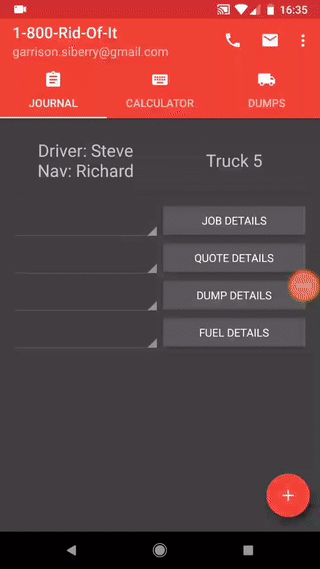 16:35
1-800-Rid-Of-It
garrison.siberry@gmail.com
JOURNAL CALCULATOR DUMPS
Driver: Steve
Nav: Richard
Truck 5
JOB DETAILS
QUOTE DETAILS
DUMP DETAILS
FUEL DETAILS
+